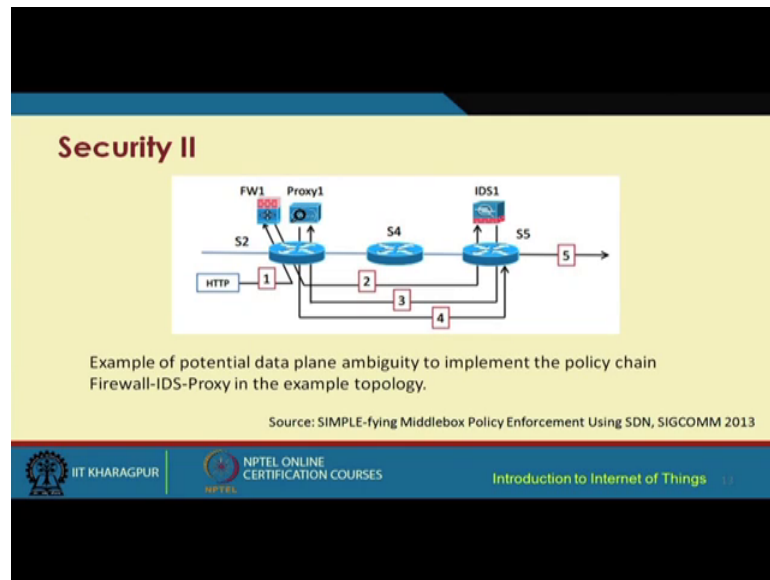 Security II
FW1 Proxy1 IDS1
S2 S4 S5
HTTP 1 2 3 4 5
Example of potential data plane ambiguity to implement the policy chain
Firewall-IDS-Proxy in the example topology.
Source: SIMPLE-fying Middlebox Policy Enforcement Using SDN, SIGCOMM 2013
IIT KHARAGPUR
NPTEL
NPTEL ONLINE
CERTIFICATION COURSES
Introduction to Internet of Things 17